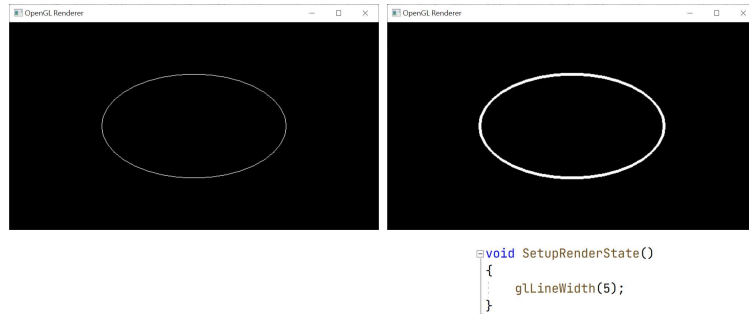 OpenGL Renderer
OpenGL Renderer
void SetupRenderState()
{
glLineWidth(5);
}